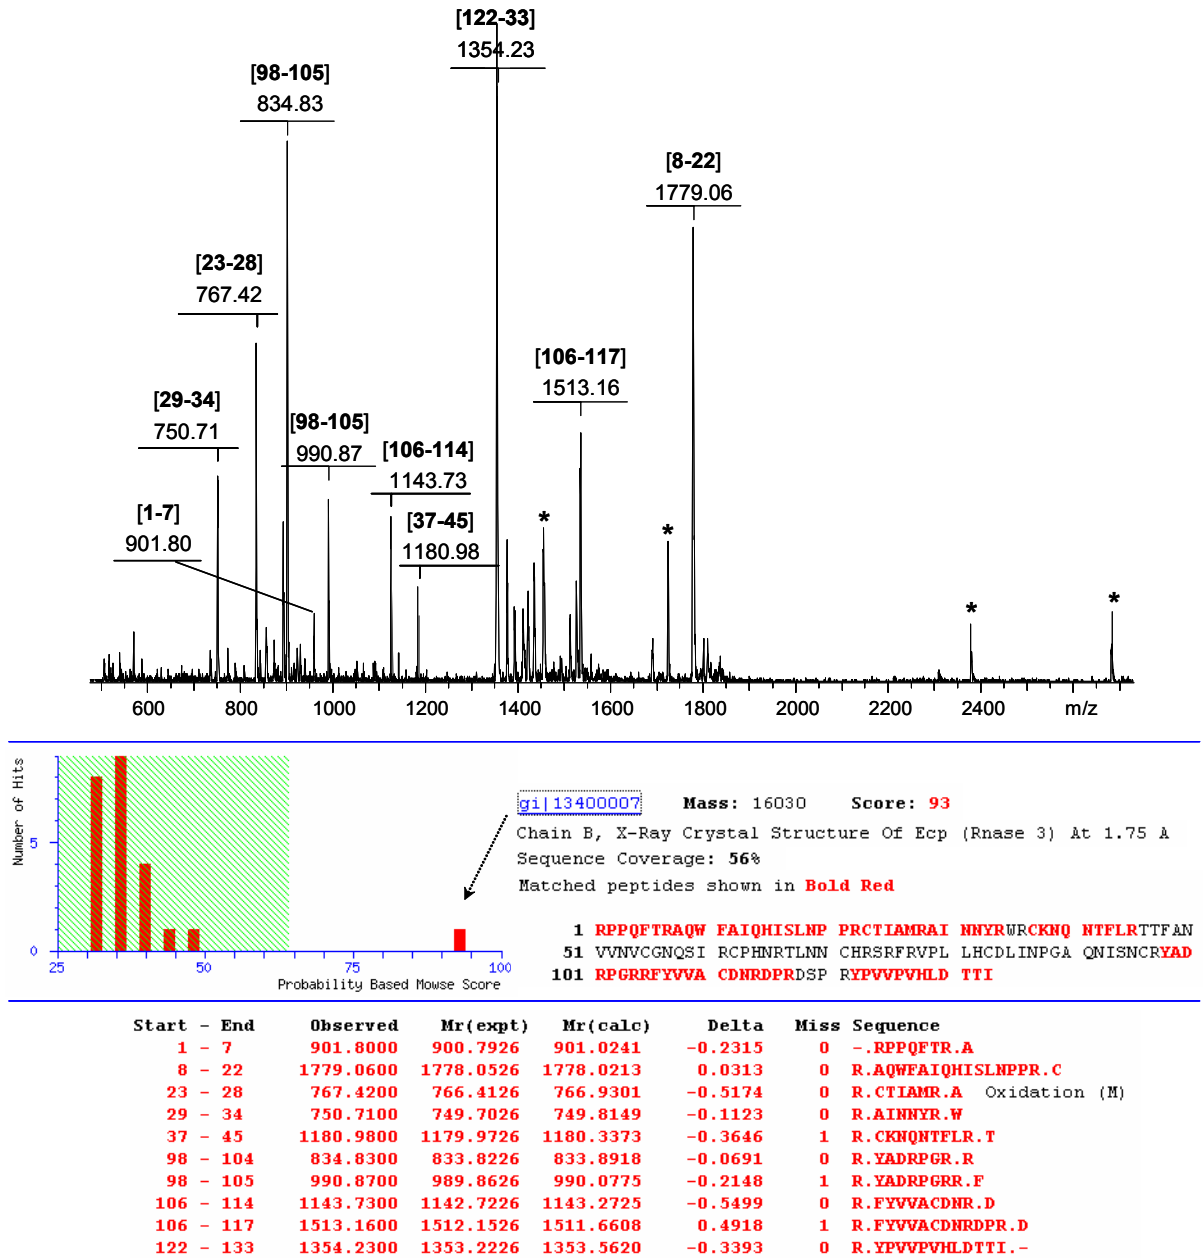 [122-33]
1354.23
[98-105]
834.83
[8-22]
1779.06
[23-28]
767.42
[106-117]
1513.16
[29-34]
750.71
[98-105]
990.87
[106-114]
1143.73
[1-7]
901.80
[37-45]
1180.98
*
*
*
*
600 800 1000 1200 1400 1600 1800 2000 2200 2400 m/z
Number of Hits
5
0
25 50 75 100
Probability Based Mowse Score
gi|13400007 Mass: 16030 Score: 93
Chain B, X-Ray Crystal Structure Of Ecp (Rnase 3) At 1.75 A
Sequence Coverage: 56%
Matched peptides shown in Bold Red
1 RPPQFTRAQW FAIQHISLNP PRCTIAMRAI NNYRWRCKNQ NTFLRTTFAN
51 VVNVCGNQSI RCPHNRTLNN CHRSRFRVPL LHCDLINPGA QNISNCRYAD
101 RPGRRFYVVA CDNRDPRDSP RYPVVPVHLD TTI
Start - End Observed Mr(expt) Mr(calc) Delta Miss Sequence
1 - 7 901.8000 900.7926 901.0241 -0.2315 0 -.RPPQFTR.A
8 - 22 1779.0600 1778.0526 1778.0213 0.0313 0 R.AQWFAIQHISLNPPR.C
23 - 28 767.4200 766.4126 766.9301 -0.5174 0 R.CTIAMR.A Oxidation (M)
29 - 34 750.7100 749.7026 749.8149 -0.1123 0 R.AINNYR.W
37 - 45 1180.9800 1179.9726 1180.3373 -0.3646 1 R.CKNQNTFLR.T
98 - 104 834.8300 833.8226 833.8918 -0.0691 0 R.YADRPGR.R
98 - 105 990.8700 989.8626 990.0775 -0.2148 1 R.YADRPGRR.F
106 - 114 1143.7300 1142.7226 1143.2725 -0.5499 0 R.FYVVACDNR.D
106 - 117 1513.1600 1512.1526 1511.6608 0.4918 1 R.FYVVACDNRDPR.D
122 - 133 1354.2300 1353.2226 1353.5620 -0.3393 0 R.YPVVPVHLDTTI.-